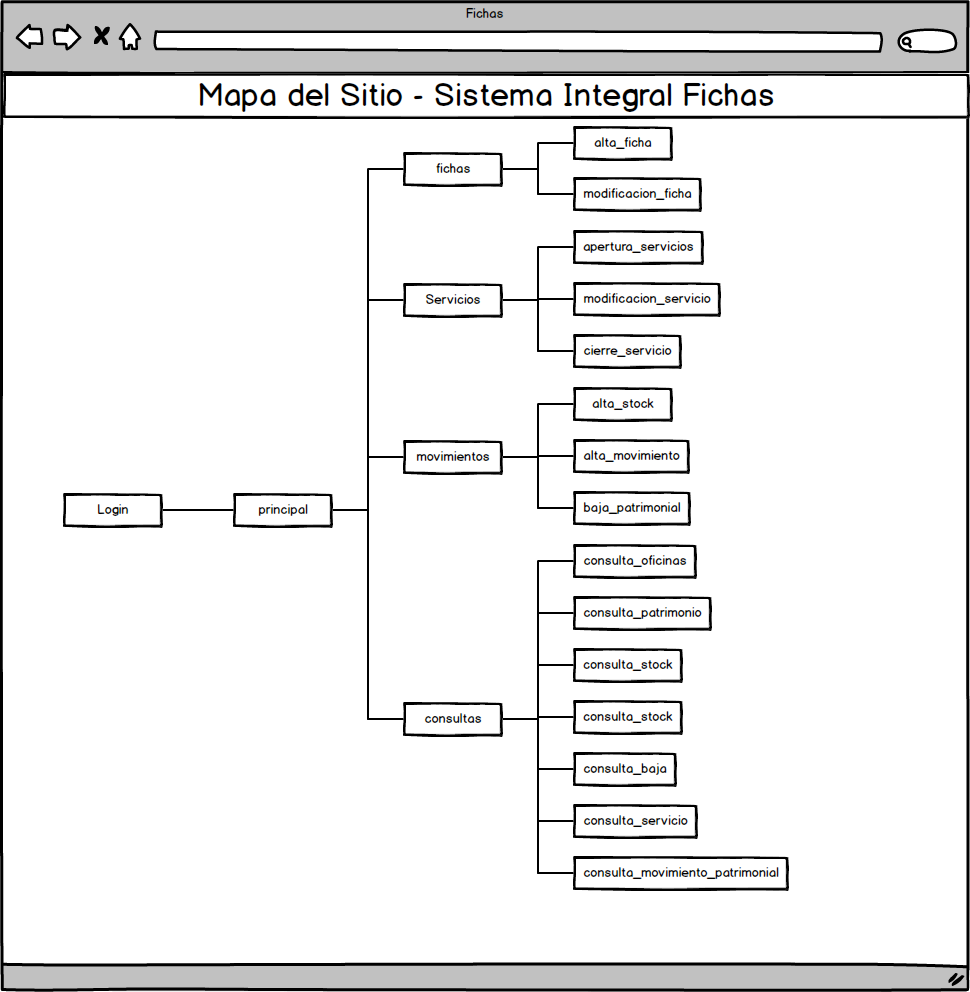 Fichas
Mapa del Sitio - Sistema Integral Fichas
Login
principal
fichas
alta_ficha
modificacion_ficha
Servicios
apertura_servicios
modificacion_servicio
cierre_servicio
movimientos
alta_stock
alta_movimiento
baja_patrimonial
consultas
consulta_oficinas
consulta_patrimonio
consulta_stock
consulta_stock
consulta_baja
consulta_servicio
consulta_movimiento_patrimonial